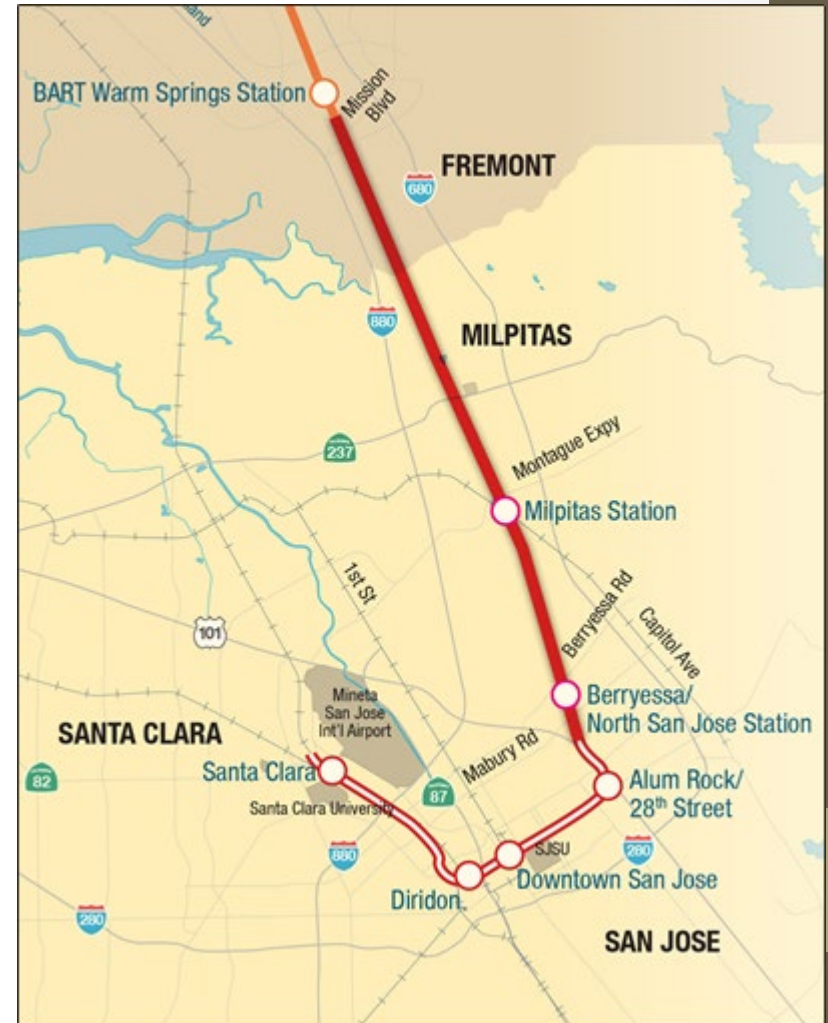 land
BART Warm Springs Station
Mission
Blvd
FREMONT
680
880
MILPITAS
237
Montague Expy
Milpitas Station
1st St
Berryessa Rd
Capitol Ave
101
Mineta
San Jose
Int'l Airport
Berryessa/
North San Jose Station
SANTA CLARA
Mabury Rd
Santa Clara
82
87
Alum Rock/
28th Street
Santa Clara University
880
SJSU
280
Downtown San Jose
Diridon
280
SAN JOSE